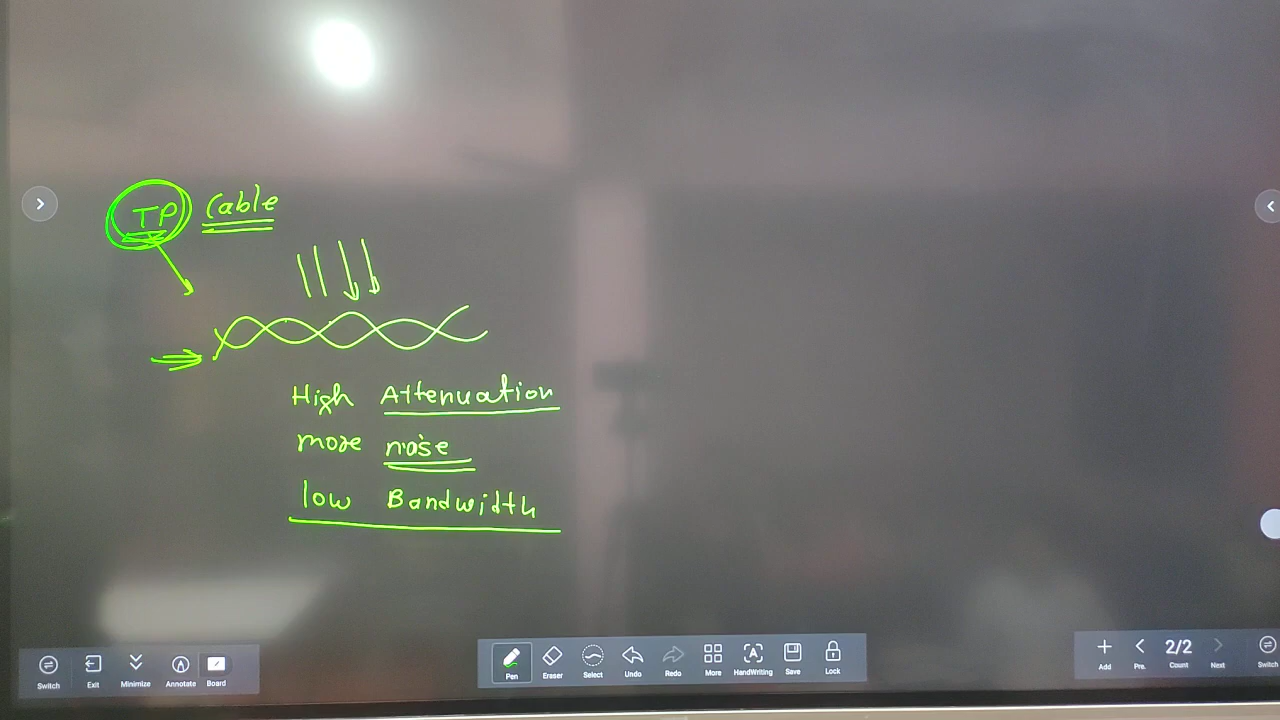 TP Cable
High Attenuation
more noise
low Bandwidth
Switch Exit Minimize Annotate Board Pen Eraser Select Undo Redo More HandWriting Save Lock Add Pre. 2/2 Count Next Switch